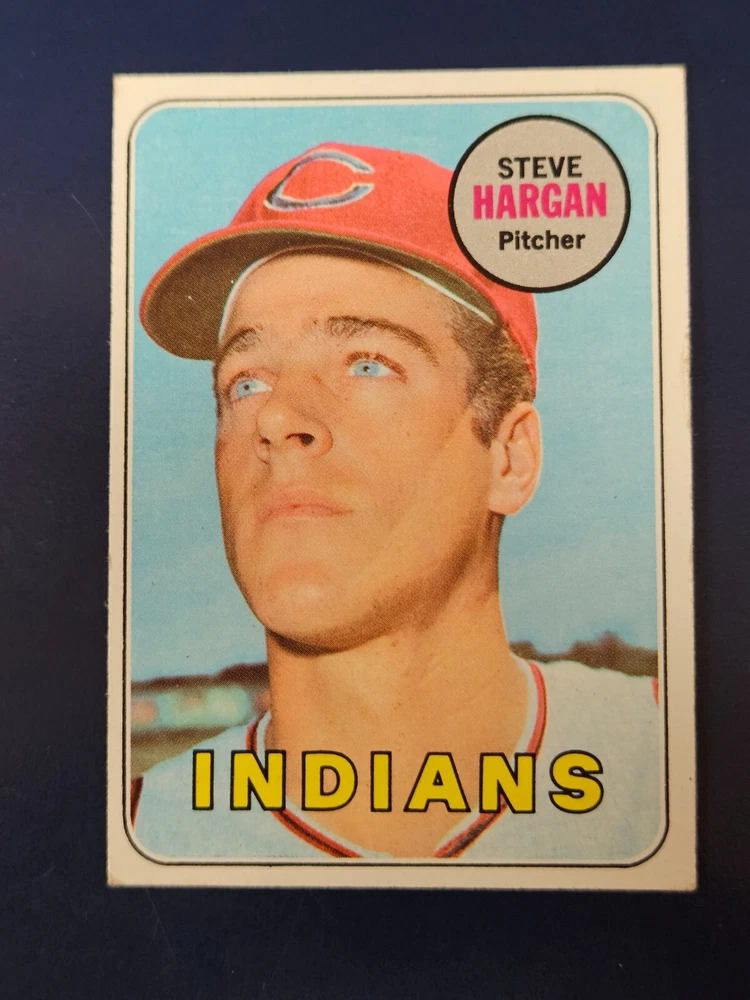 STEVE
HARGAN
Pitcher
INDIANS